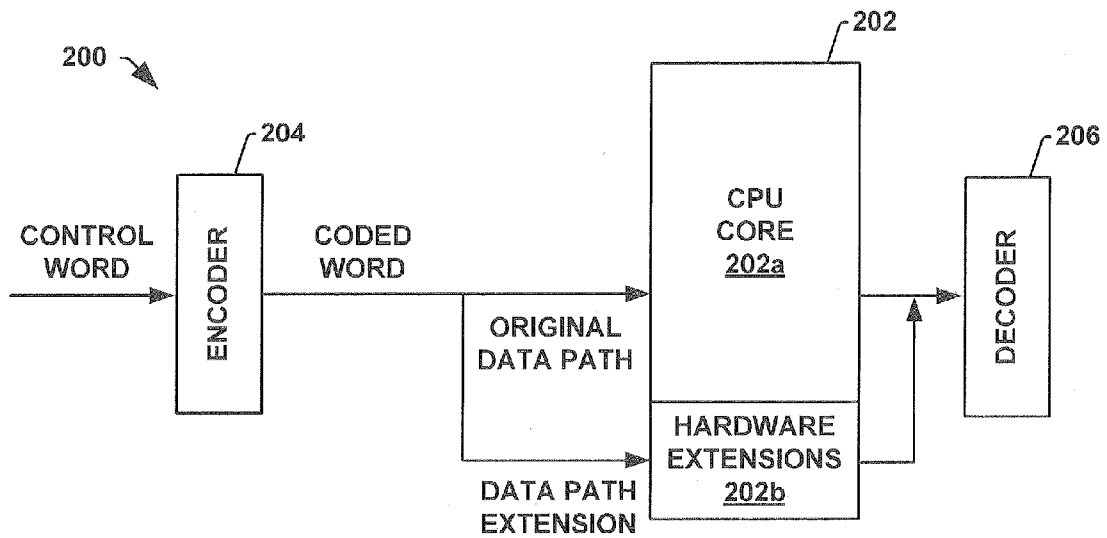 200
202
204
206
CONTROL
WORD
ENCODER
CODED
WORD
ORIGINAL
DATA PATH
CPU
CORE
202a
DECODER
HARDWARE
EXTENSIONS
202b
DATA PATH
EXTENSION